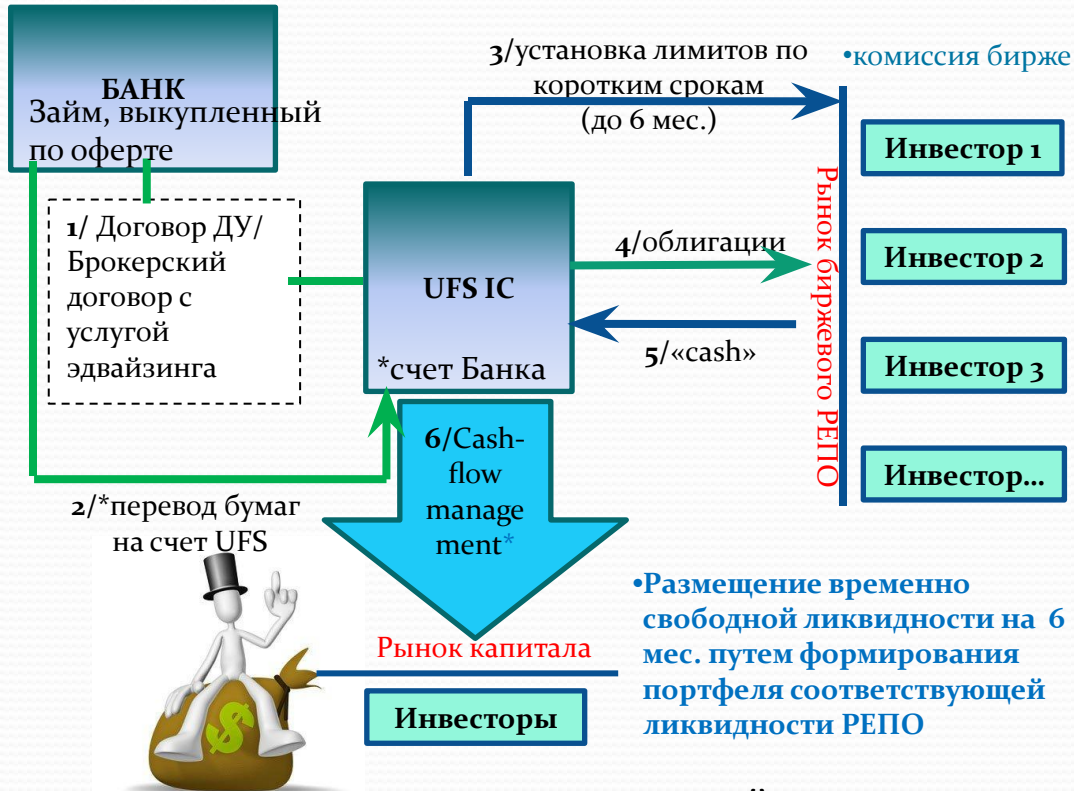 БАНК
Займ, выкупленный
по оферте
3/установка лимитов по
коротким срокам
(до 6 мес.)
•комиссия бирже
1/ Договор ДУ/
Брокерский
договор с
услугой
эдвайзинга
UFS IC
*счет Банка
4/облигации
5/«cash»
Рынок биржевого РЕПО
Инвестор 1
Инвестор 2
Инвестор 3
Инвестор...
2/*перевод бумаг
на счет UFS
6/Cash-
flow
manage
ment*
$
Рынок капитала
Инвесторы
•Размещение временно
свободной ликвидности на 6
мес. путем формирования
портфеля соответствующей
ликвидности РЕПО